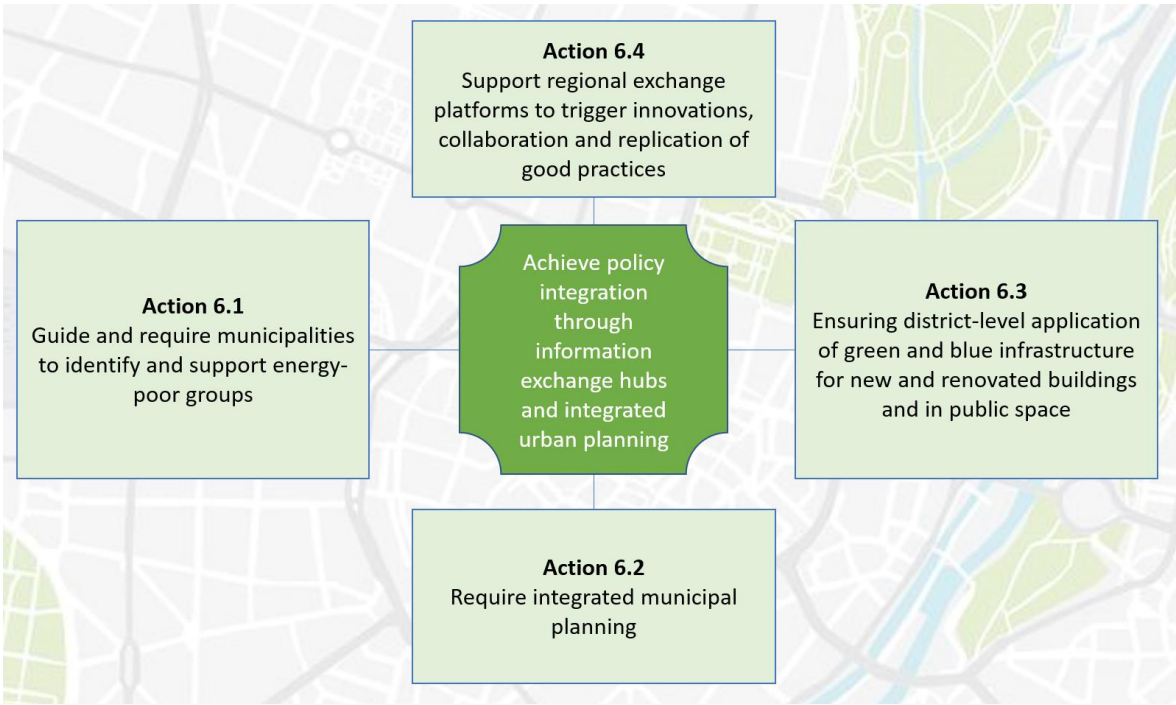 Action 6.4
Support regional exchange
platforms to trigger innovations,
collaboration and replication of
good practices
Action 6.1
Guide and require municipalities
to identify and support energy-
poor groups
Achieve policy
integration
through
information
exchange hubs
and integrated
urban planning
Action 6.3
Ensuring district-level application
of green and blue infrastructure
for new and renovated buildings
and in public space
Action 6.2
Require integrated municipal
planning